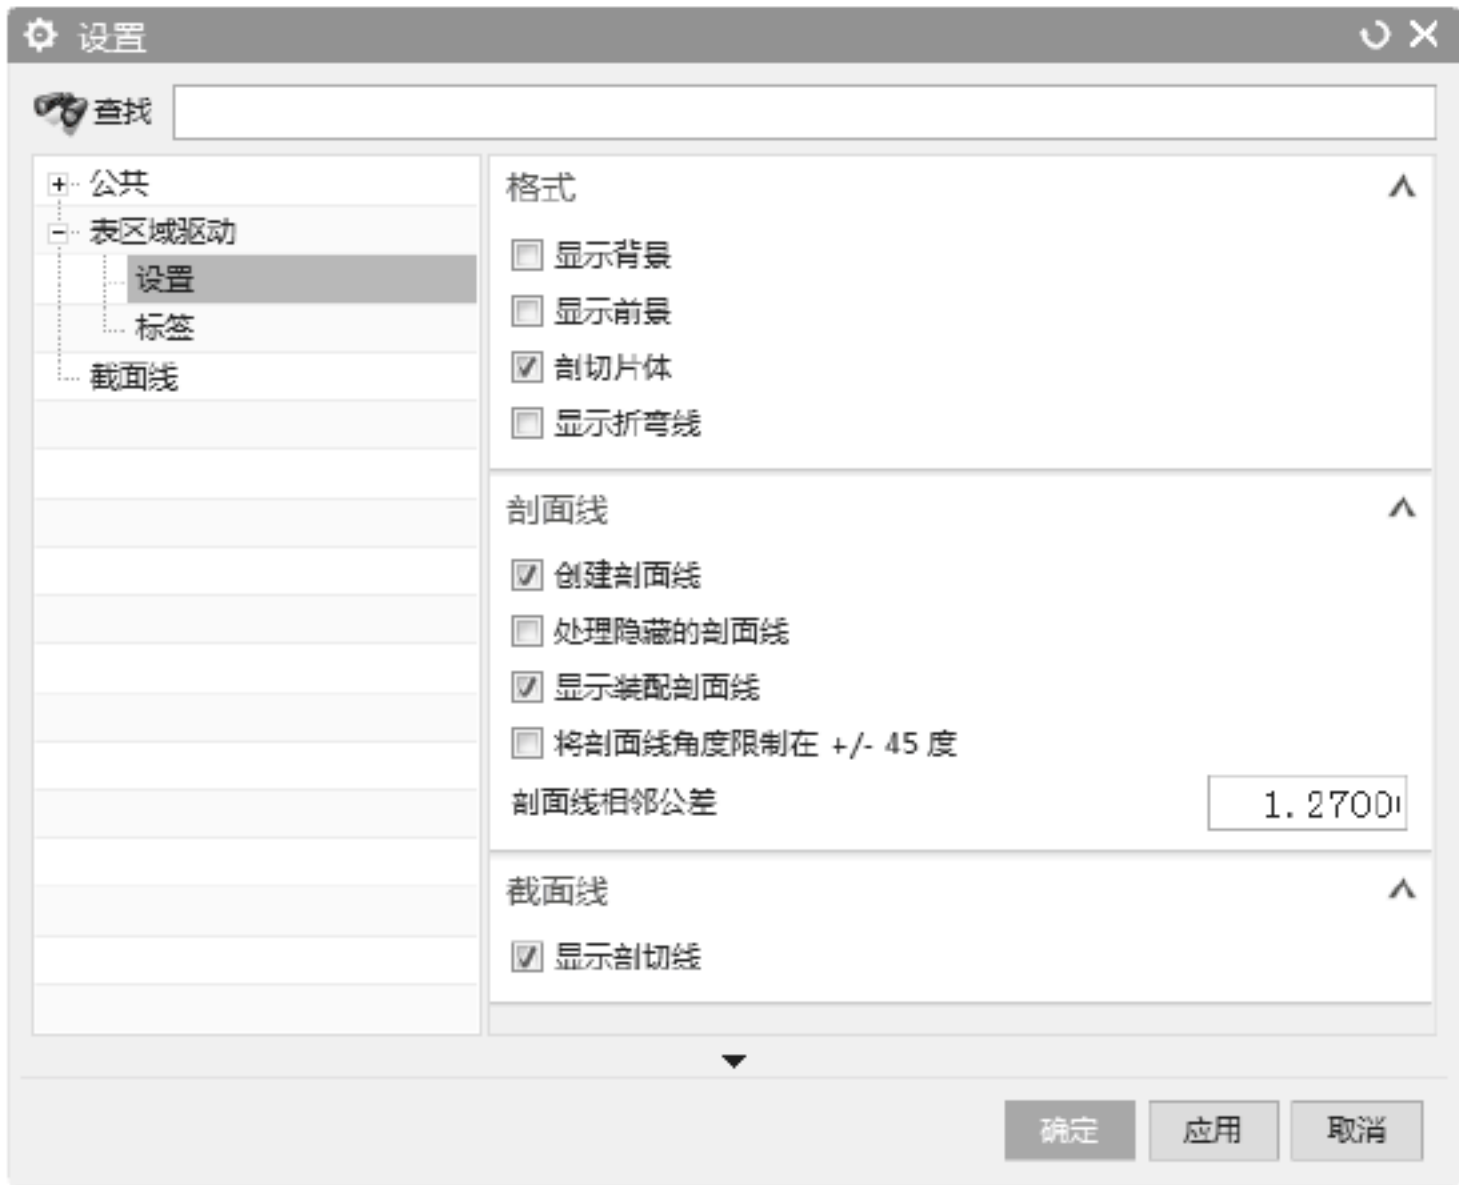 设置
查找
公共
表区域驱动
设置
标签
截面线
格式
显示背景
显示前景
剖切片体
显示折弯线
剖面线
创建剖面线
处理隐藏的剖面线
显示装配剖面线
将剖面线角度限制在 +/- 45 度
剖面线相邻公差 1.2700
截面线
显示剖切线
确定 应用 取消